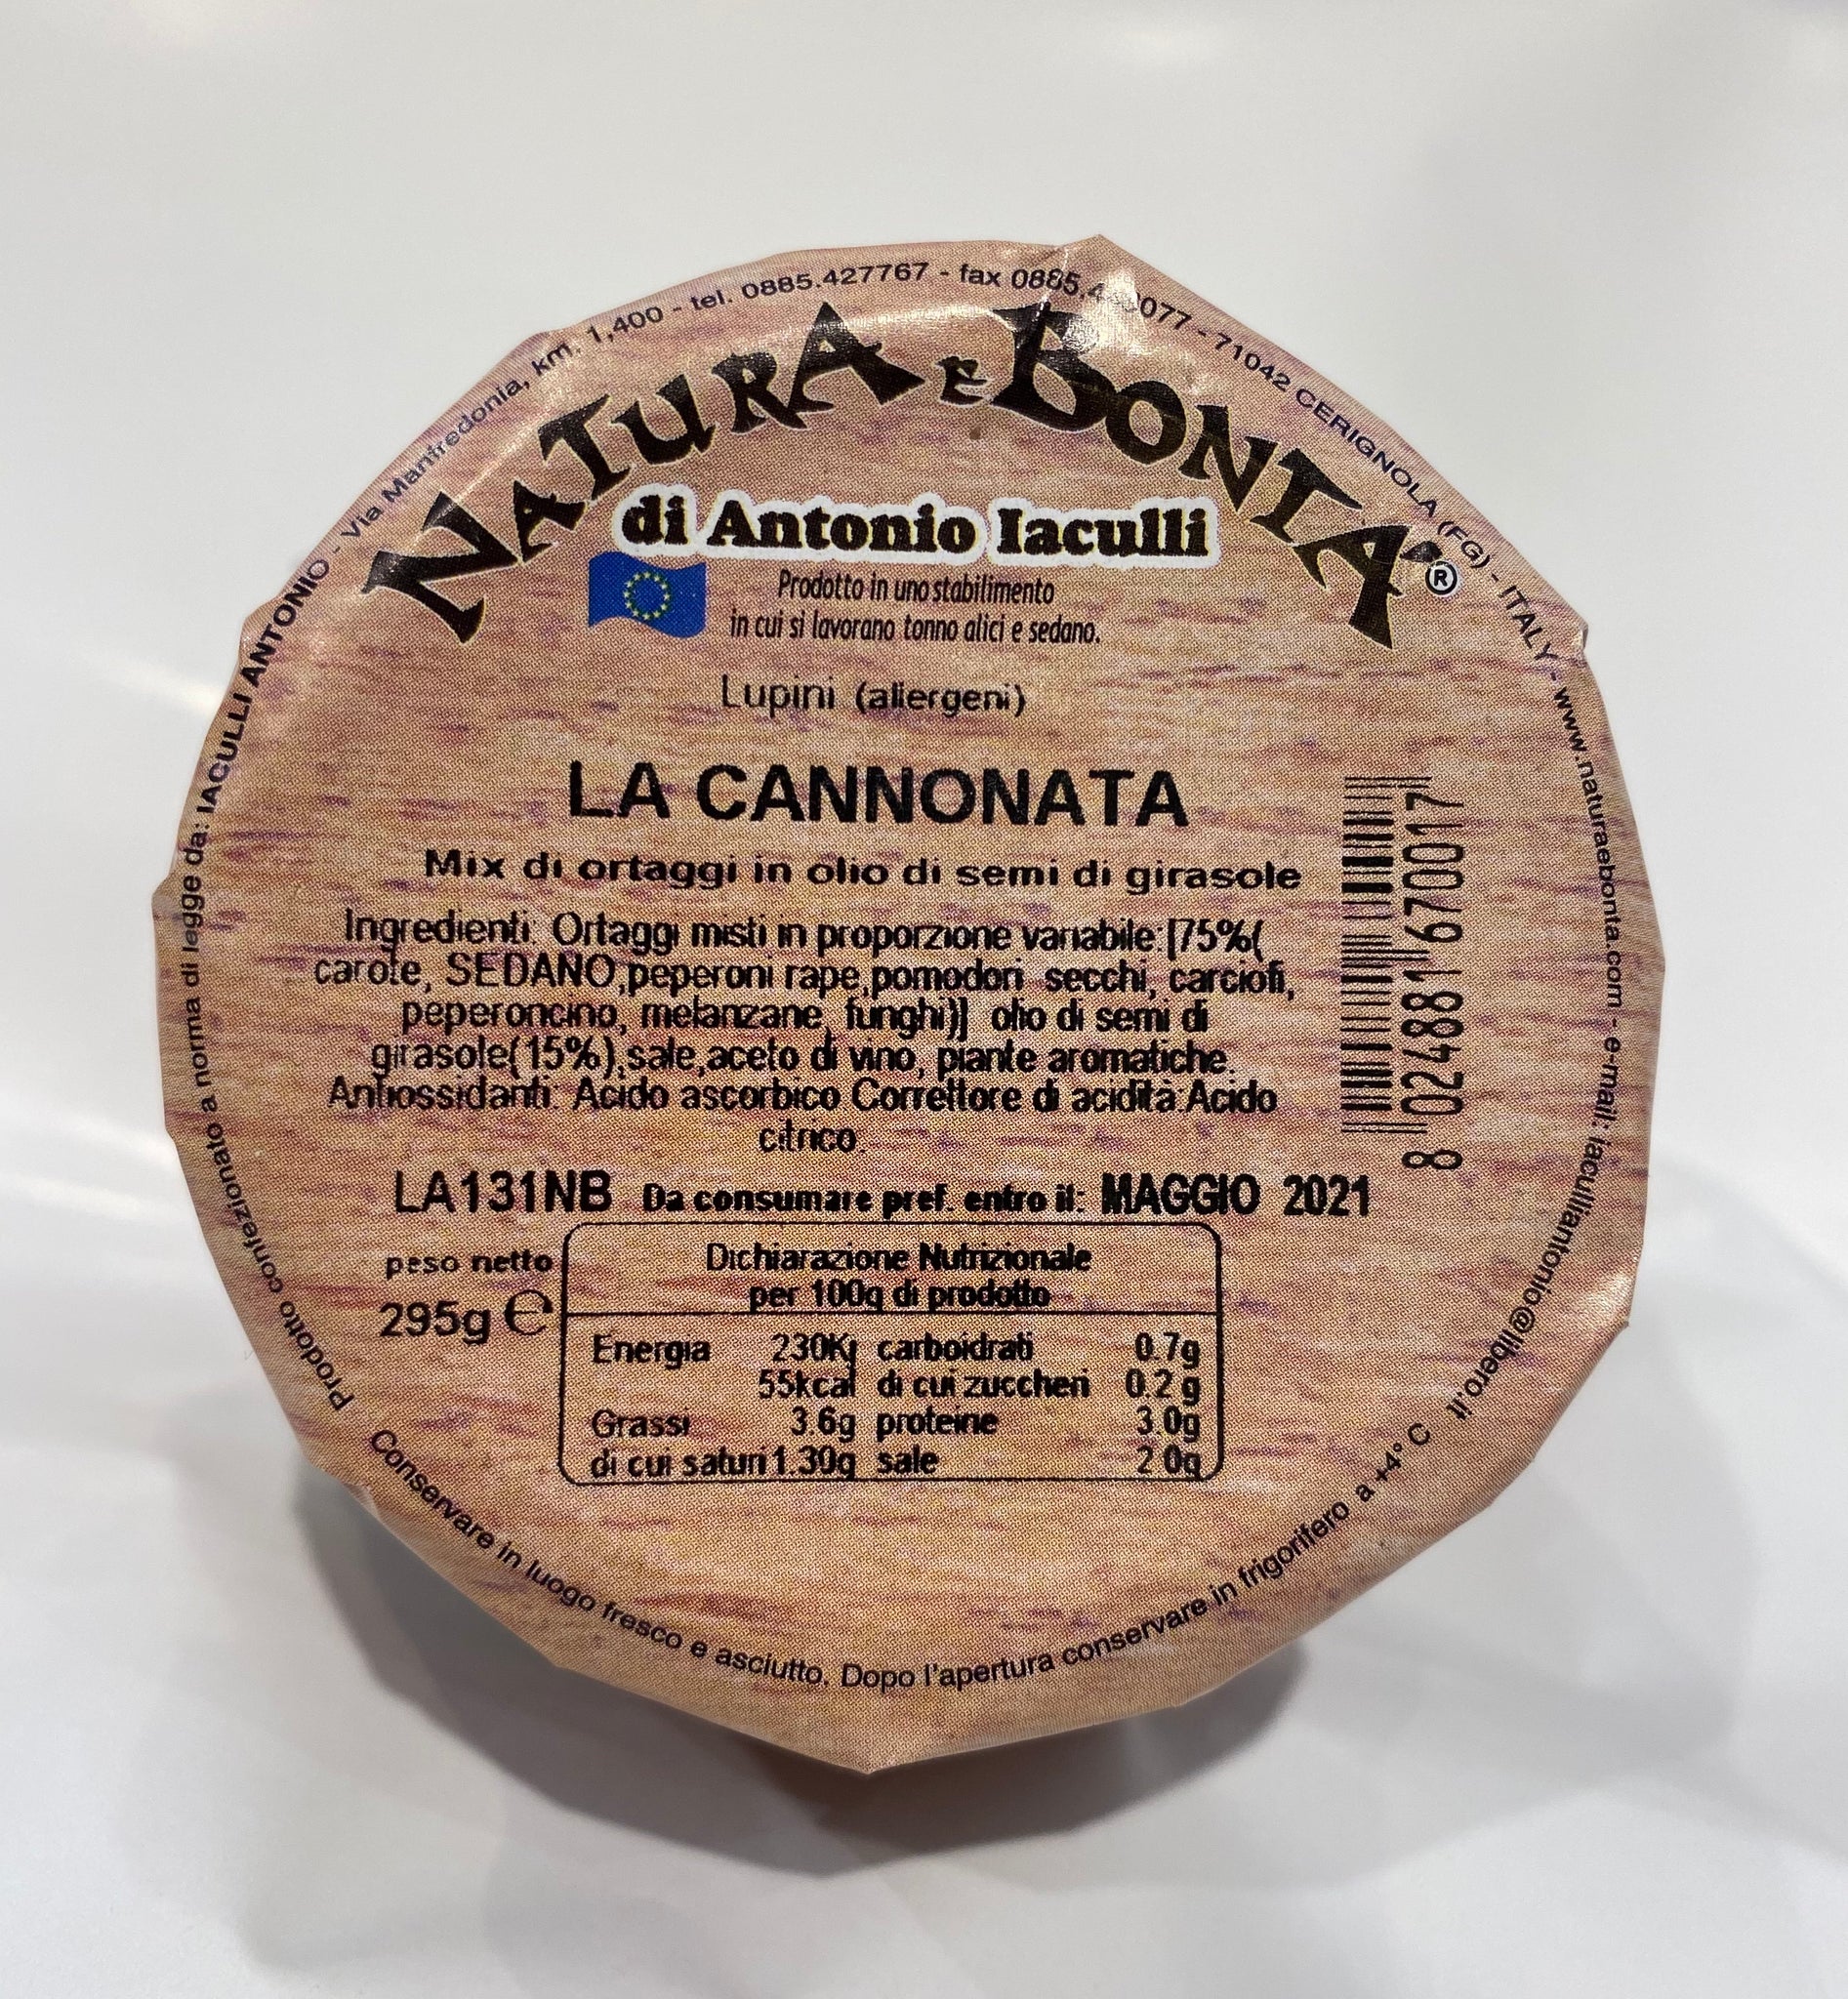 Prodotto confezionato a norma di legge da: IACULLI ANTONIO - Via Manfredonia, km. 1,400 - tel. 0885.427767 - fax 0885.4 077 - 71042 CERIGNOLA (FG) - ITALY - www.naturaebonta.com - e-mail: iaculliantonio@libero.it
NATURA E BONTA'®
di Antonio Iaculli
Prodotto in uno stabilimento
in cui si lavorano tonno alici e sedano.
Lupini (allergeni)
LA CANNONATA
Mix di ortaggi in olio di semi di girasole
Ingredienti: Ortaggi misti in proporzione variabile:[75%(
carote, SEDANO,peperoni rape,pomodori secchi, carciofi,
peperoncino, melanzane, funghi)] olio di semi di
girasole(15%),sale,aceto di vino, piante aromatiche.
Antiossidanti: Acido ascorbico Correttore di acidità:Acido
citrico.
8 024881 670017
LA131NB Da consumare pref. entro il: MAGGIO 2021
peso netto
295g ℮
Dichiarazione Nutrizionale
per 100g di prodotto
Energia 230Kj carboidrati 0.7g
55kcal di cui zuccheri 0.2 g
Grassi 3.6g proteine 3.0g
di cui saturi 1.30g sale 2.0g
Conservare in luogo fresco e asciutto. Dopo l'apertura conservare in frigorifero a +4° C